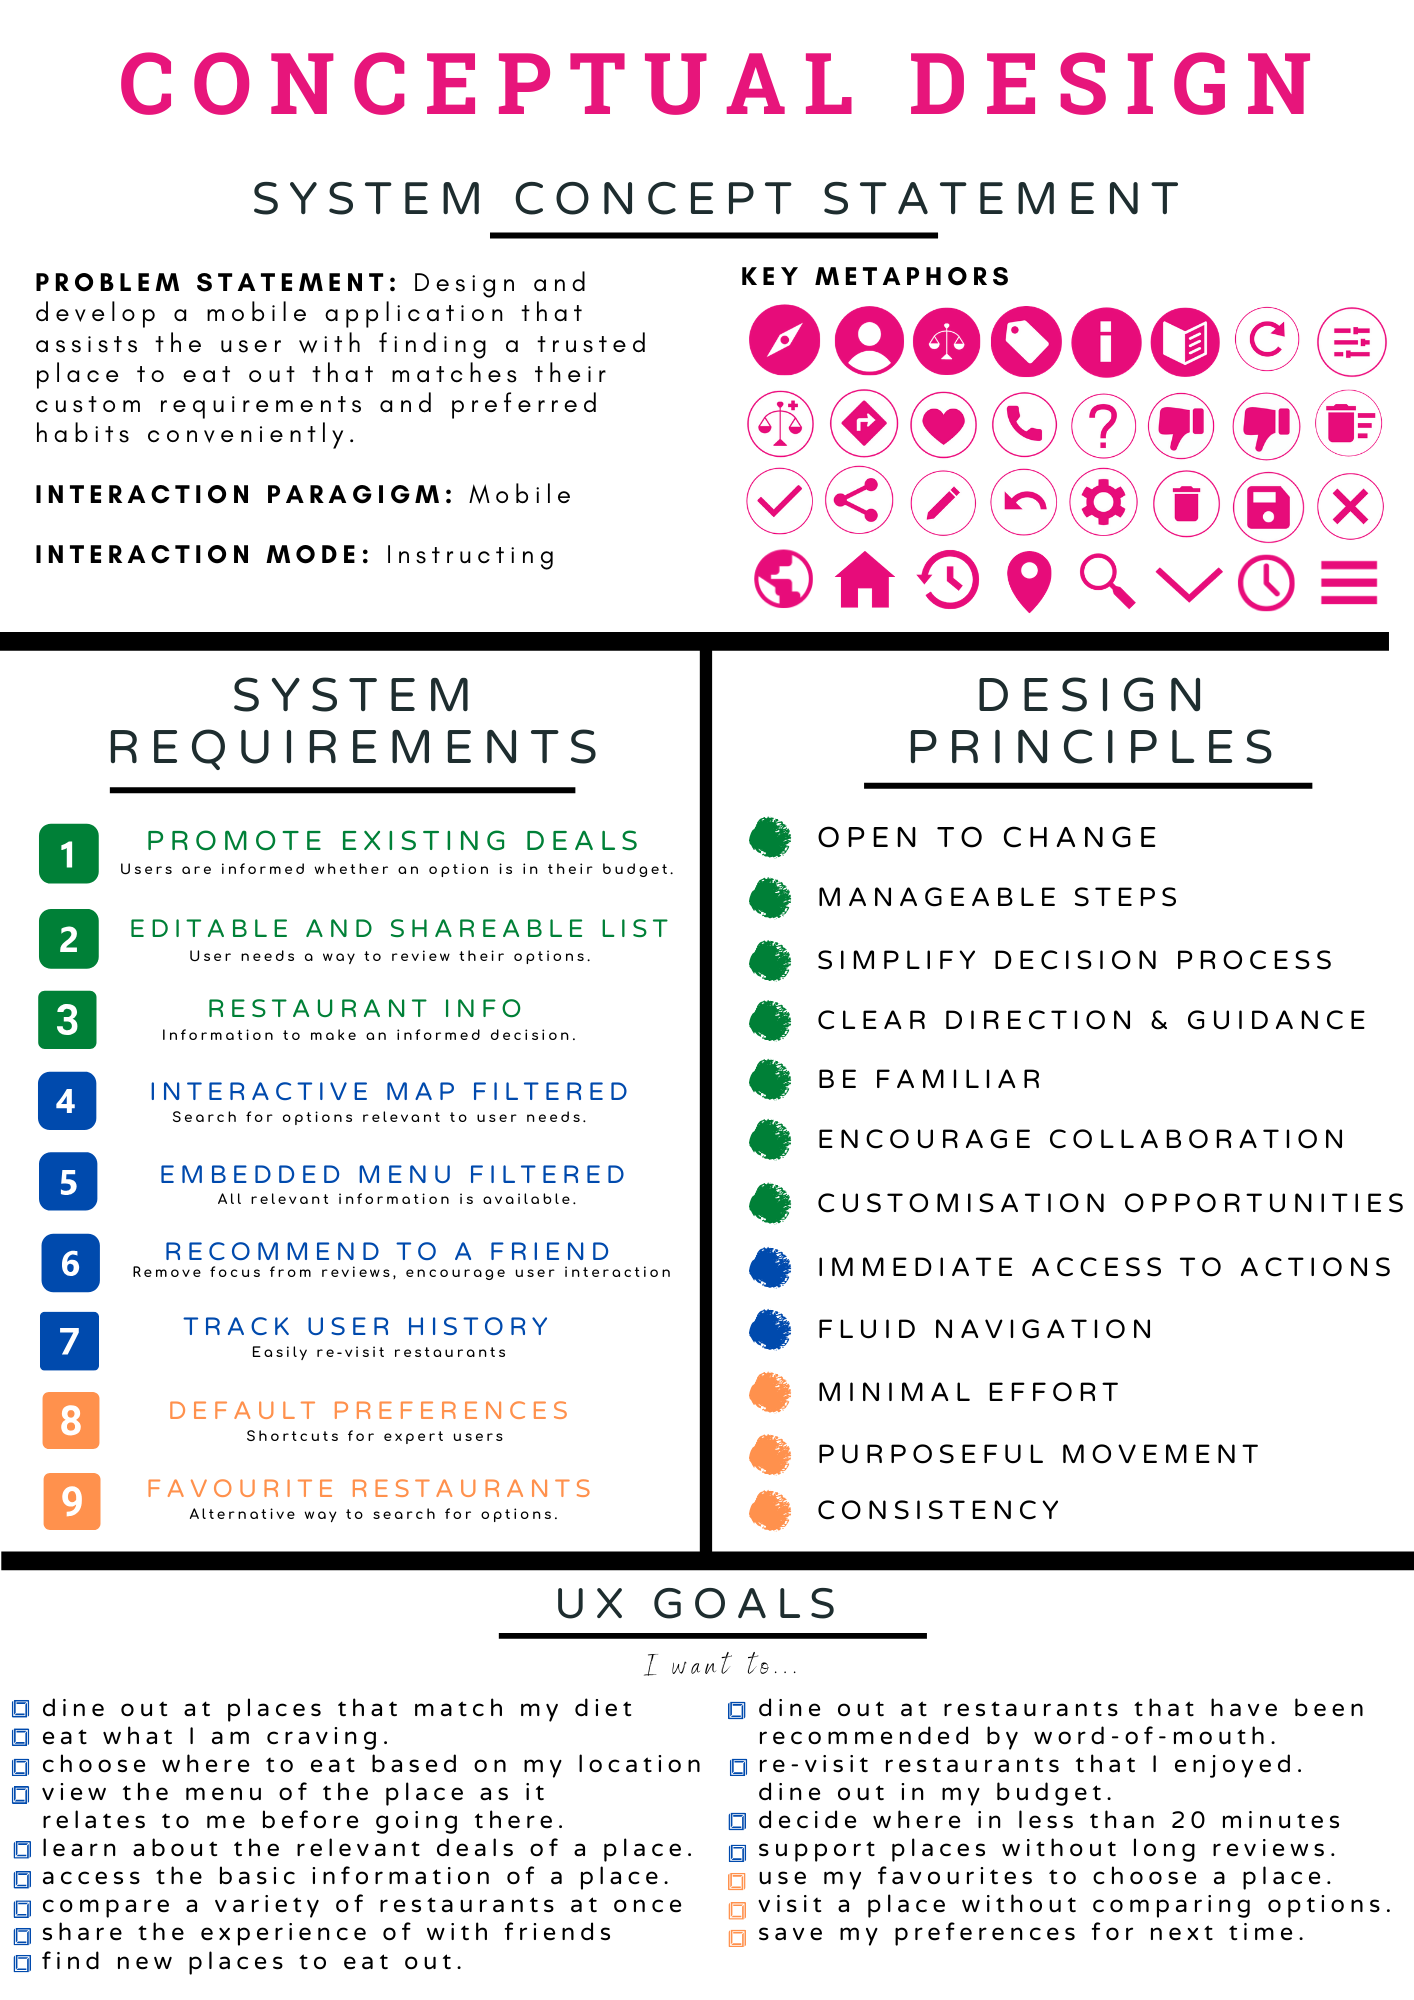 CONCEPTUAL DESIGN
SYSTEM CONCEPT STATEMENT
PROBLEM STATEMENT: Design and
develop a mobile application that
assists the user with finding a trusted
place to eat out that matches their
custom requirements and preferred
habits conveniently.
INTERACTION PARAGIGM: Mobile
INTERACTION MODE: Instructing
KEY METAPHORS
SYSTEM
REQUIREMENTS
1
PROMOTE EXISTING DEALS
Users are informed whether an option is in their budget.
2
EDITABLE AND SHAREABLE LIST
User needs a way to review their options.
3
RESTAURANT INFO
Information to make an informed decision.
4
INTERACTIVE MAP FILTERED
Search for options relevant to user needs.
5
EMBEDDED MENU FILTERED
All relevant information is available.
6
RECOMMEND TO A FRIEND
Remove focus from reviews, encourage user interaction
7
TRACK USER HISTORY
Easily re-visit restaurants
8
DEFAULT PREFERENCES
Shortcuts for expert users
9
FAVOURITE RESTAURANTS
Alternative way to search for options.
DESIGN
PRINCIPLES
OPEN TO CHANGE
MANAGEABLE STEPS
SIMPLIFY DECISION PROCESS
CLEAR DIRECTION & GUIDANCE
BE FAMILIAR
ENCOURAGE COLLABORATION
CUSTOMISATION OPPORTUNITIES
IMMEDIATE ACCESS TO ACTIONS
FLUID NAVIGATION
MINIMAL EFFORT
PURPOSEFUL MOVEMENT
CONSISTENCY
UX GOALS
I want to...
dine out at places that match my diet
eat what I am craving.
choose where to eat based on my location
view the menu of the place as it
relates to me before going there.
learn about the relevant deals of a place.
access the basic information of a place.
compare a variety of restaurants at once
share the experience of with friends
find new places to eat out.
dine out at restaurants that have been
recommended by word-of-mouth.
re-visit restaurants that I enjoyed.
dine out in my budget.
decide where in less than 20 minutes
support places without long reviews.
use my favourites to choose a place.
visit a place without comparing options.
save my preferences for next time.